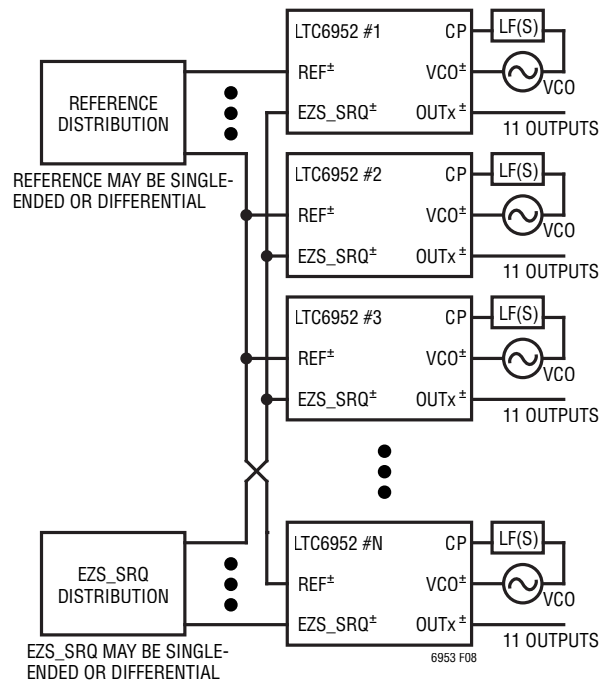 REFERENCE
DISTRIBUTION
REFERENCE MAY BE SINGLE-
ENDED OR DIFFERENTIAL
LTC6952 #1
CP
LF(S)
REF±
VCO±
VCO
EZS_SRQ±
OUTx±
11 OUTPUTS
LTC6952 #2
CP
LF(S)
REF±
VCO±
VCO
EZS_SRQ±
OUTx±
11 OUTPUTS
LTC6952 #3
CP
LF(S)
REF±
VCO±
VCO
EZS_SRQ±
OUTx±
11 OUTPUTS
EZS_SRQ
DISTRIBUTION
EZS_SRQ MAY BE SINGLE-
ENDED OR DIFFERENTIAL
LTC6952 #N
CP
LF(S)
REF±
VCO±
VCO
EZS_SRQ±
OUTx±
11 OUTPUTS
6953 F08